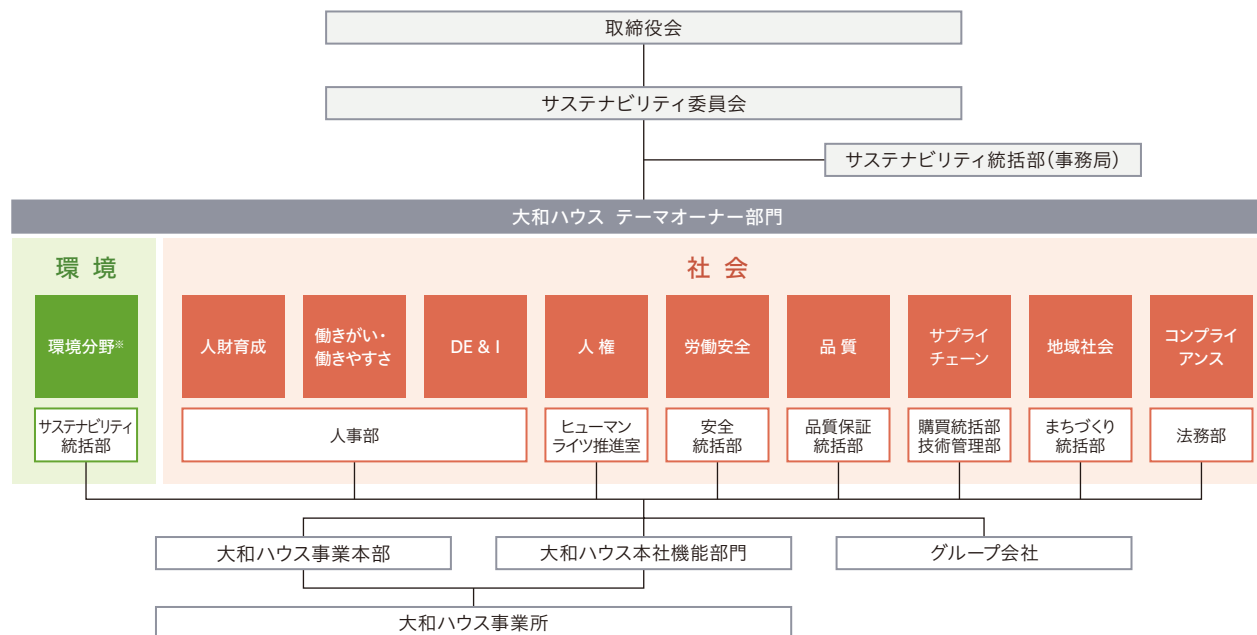 取締役会
サステナビリティ委員会
サステナビリティ統括部(事務局)
大和ハウス テーマオーナー部門
環 境
社 会
環境分野※
人財育成
働きがい・
働きやすさ
DE & I
人 権
労働安全
品 質
サプライ
チェーン
地域社会
コンプライ
アンス
サステナビリティ
統括部
人事部
ヒューマン
ライツ推進室
安全
統括部
品質保証
統括部
購買統括部
技術管理部
まちづくり
統括部
法務部
大和ハウス事業本部
大和ハウス本社機能部門
グループ会社
大和ハウス事業所